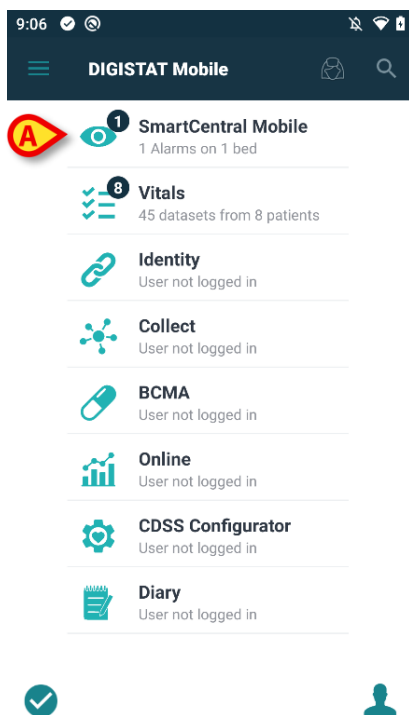 9:06
DIGISTAT Mobile
A
1
SmartCentral Mobile
1 Alarms on 1 bed
8
Vitals
45 datasets from 8 patients
Identity
User not logged in
Collect
User not logged in
BCMA
User not logged in
Online
User not logged in
CDSS Configurator
User not logged in
Diary
User not logged in